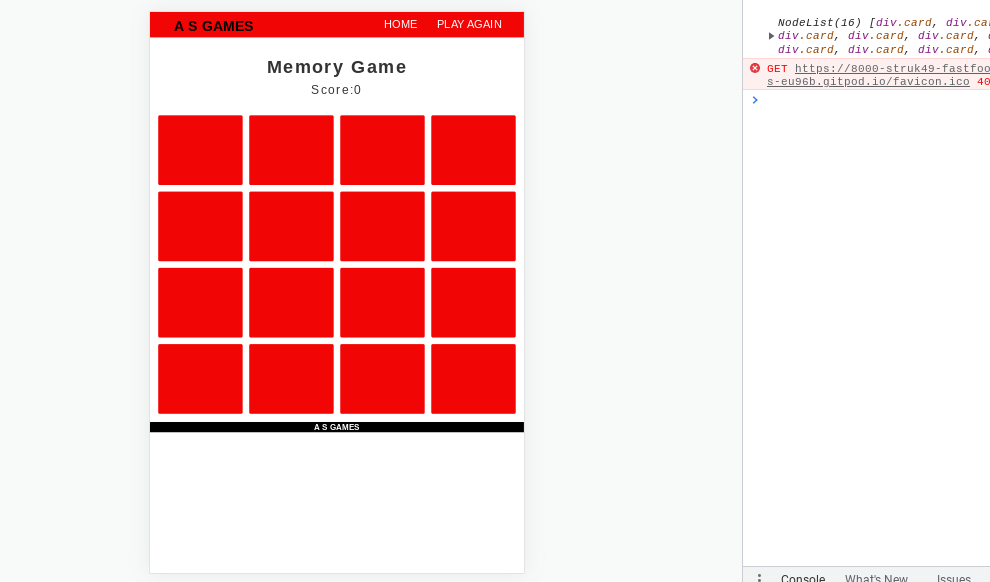 A S GAMES
HOME
PLAY AGAIN
Memory Game
Score:0
A S GAMES
NodeList(16) [div.card, div.ca
div.card, div.card, div.card,
div.card, div.card, div.card,
GET https://8000-struk49-fastfoo
s-eu96b.gitpod.io/favicon.ico 40
Console
What's New
Issues